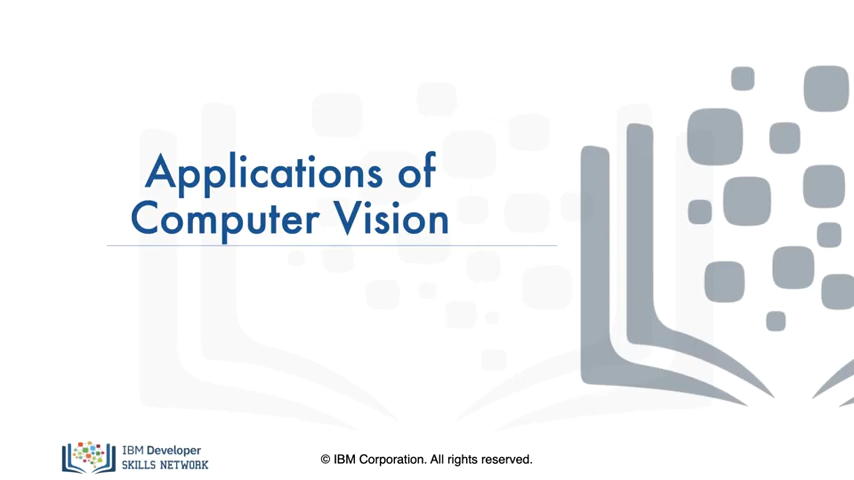 Applications of
Computer Vision
IBM Developer
SKILLS NETWORK
© IBM Corporation. All rights reserved.